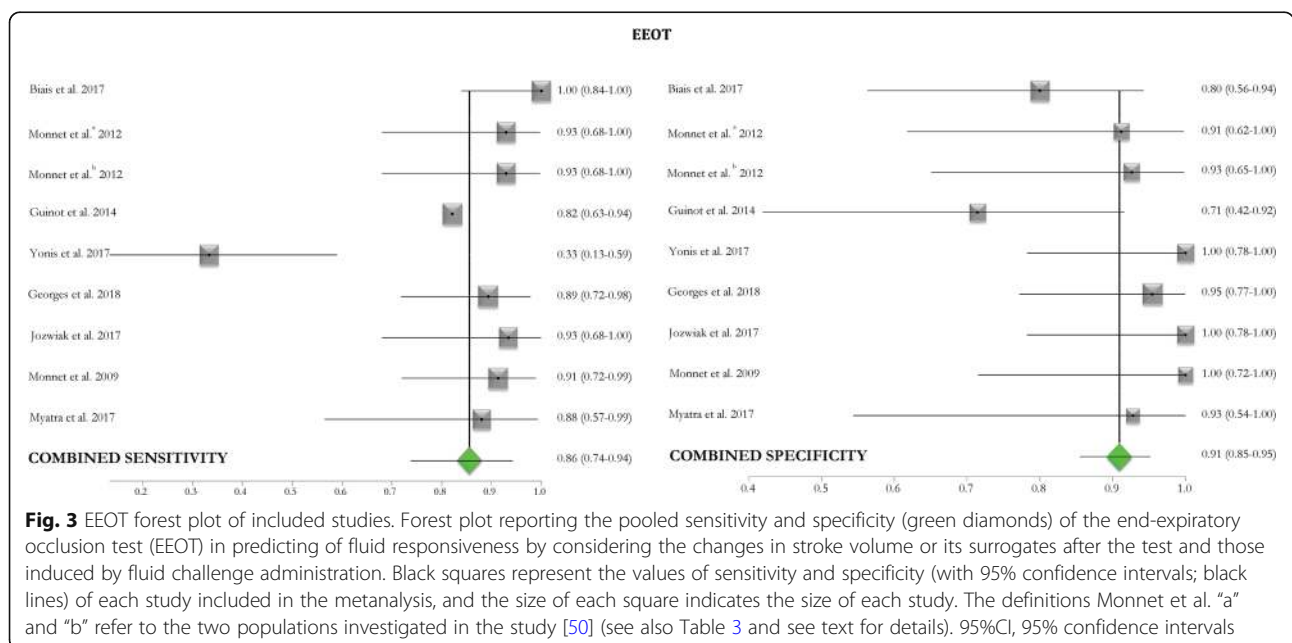 EEOT
Biais et al. 2017 1.00 (0.84-1.00)
Monnet et al.ª 2012 0.93 (0.68-1.00)
Monnet et al.ᵇ 2012 0.93 (0.68-1.00)
Guinot et al. 2014 0.82 (0.63-0.94)
Yonis et al. 2017 0.33 (0.13-0.59)
Georges et al. 2018 0.89 (0.72-0.98)
Jozwiak et al. 2017 0.93 (0.68-1.00)
Monnet et al. 2009 0.91 (0.72-0.99)
Myatra et al. 2017 0.88 (0.57-0.99)
COMBINED SENSITIVITY 0.86 (0.74-0.94)
0.2 0.3 0.4 0.5 0.6 0.7 0.8 0.9 1.0
Biais et al. 2017 0.80 (0.56-0.94)
Monnet et al.ª 2012 0.91 (0.62-1.00)
Monnet et al.ᵇ 2012 0.93 (0.65-1.00)
Guinot et al. 2014 0.71 (0.42-0.92)
Yonis et al. 2017 1.00 (0.78-1.00)
Georges et al. 2018 0.95 (0.77-1.00)
Jozwiak et al. 2017 1.00 (0.78-1.00)
Monnet et al. 2009 1.00 (0.72-1.00)
Myatra et al. 2017 0.93 (0.54-1.00)
COMBINED SPECIFICITY 0.91 (0.85-0.95)
0.4 0.5 0.6 0.7 0.8 0.9 1.0
Fig. 3 EEOT forest plot of included studies. Forest plot reporting the pooled sensitivity and specificity (green diamonds) of the end-expiratory
occlusion test (EEOT) in predicting of fluid responsiveness by considering the changes in stroke volume or its surrogates after the test and those
induced by fluid challenge administration. Black squares represent the values of sensitivity and specificity (with 95% confidence intervals; black
lines) of each study included in the metanalysis, and the size of each square indicates the size of each study. The definitions Monnet et al. “a”
and “b” refer to the two populations investigated in the study [50] (see also Table 3 and see text for details). 95%CI, 95% confidence intervals